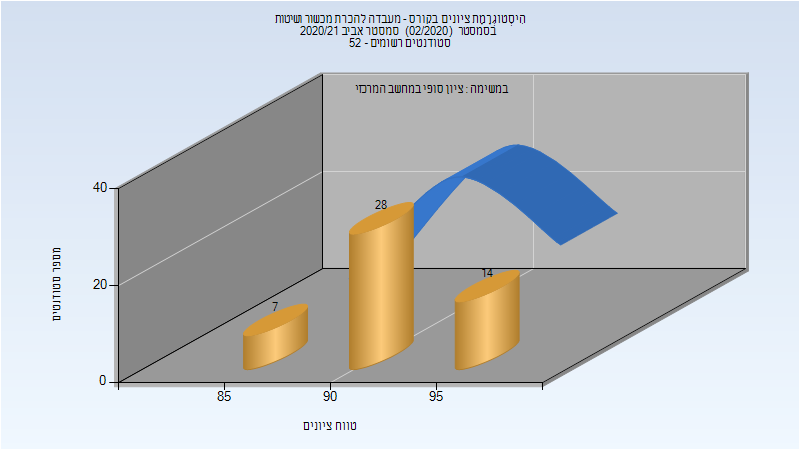 היסטוגרמת ציונים בקורס - מעבדה להכרת מכשור ושיטות
בסמסטר (02/2020) סמסטר אביב 2020/21
סטודנטים רשומים - 52
במשימה : ציון סופי במחשב המרכזי
40
20
0
מספר סטודנטים
28
14
7
85
90
95
טווח ציונים